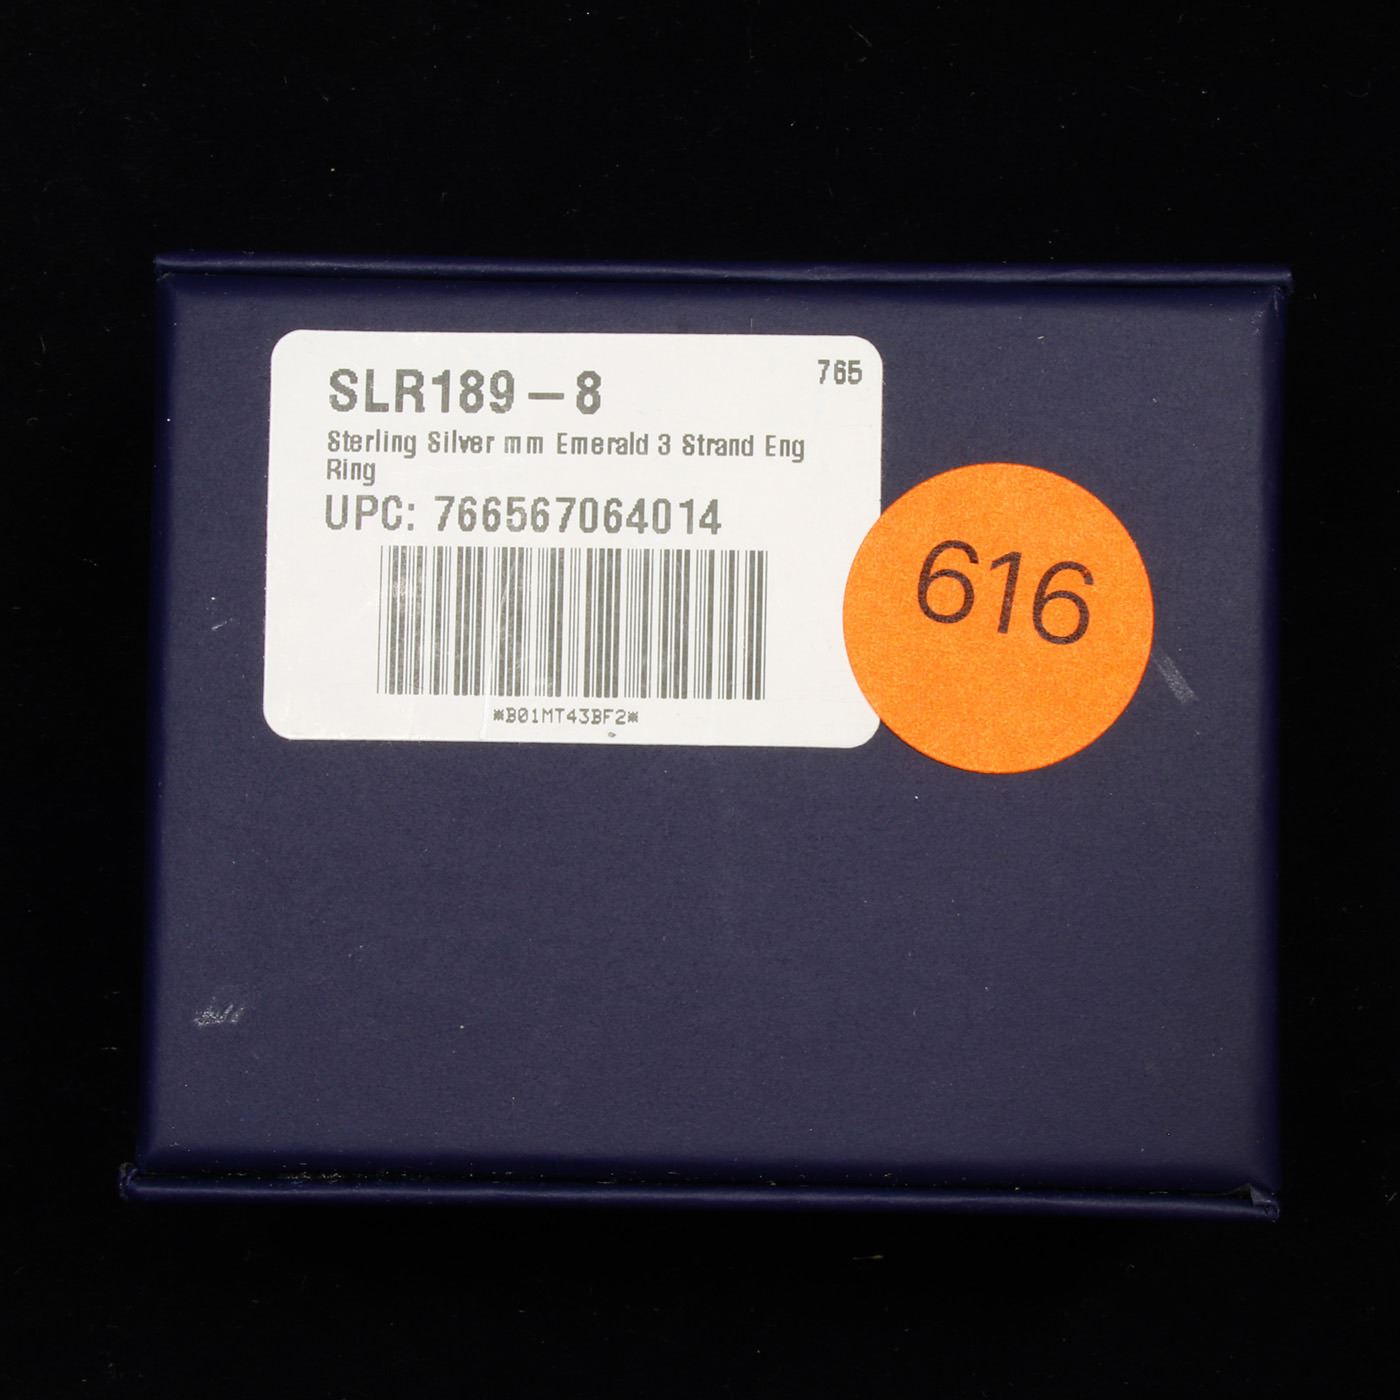 765
SLR189-8
Sterling Silver mm Emerald 3 Strand Eng
Ring
UPC: 766567064014
*B01MT43BF2*
616